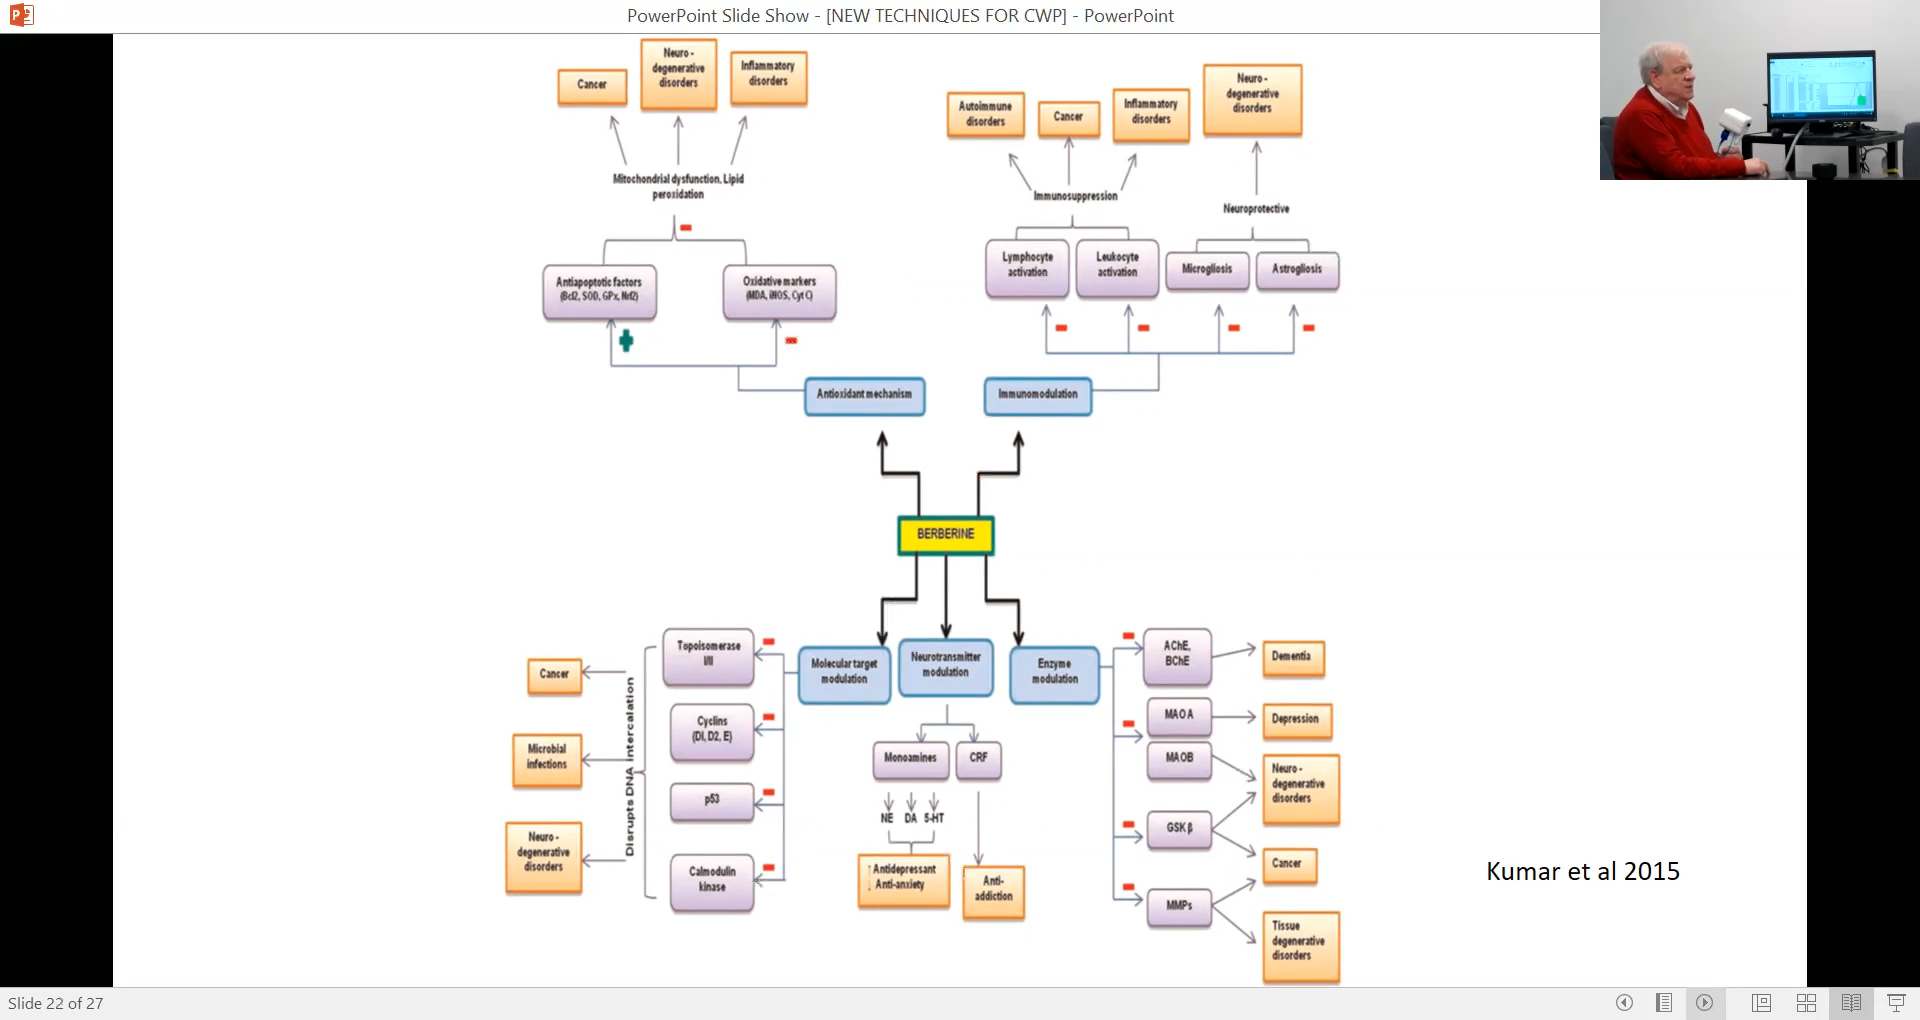 PowerPoint Slide Show - [NEW TECHNIQUES FOR CWP] - PowerPoint
Cancer
Neuro -
degenerative
disorders
Inflammatory
disorders
Mitochondrial dysfunction, Lipid
peroxidation
Antiapoptotic factors
(Bcl2, SOD, GPx, Nrf2)
Oxidative markers
(MDA, iNOS, Cyt C)
Antioxidant mechanism
Autoimmune
disorders
Cancer
Inflammatory
disorders
Neuro -
degenerative
disorders
Immunosuppression
Neuroprotective
Lymphocyte
activation
Leukocyte
activation
Microgliosis
Astrogliosis
Immunomodulation
BERBERINE
Molecular target
modulation
Neurotransmitter
modulation
Enzyme
modulation
Topoisomerase
I/II
Cyclins
(DI, D2, E)
p53
Calmodulin
kinase
Disrupts DNA intercalation
Cancer
Microbial
infections
Neuro -
degenerative
disorders
Monoamines
CRF
NE DA 5-HT
↑ Antidepressant
↓ Anti-anxiety
Anti-
addiction
AChE,
BChE
MAO A
MAOB
GSK β
MMPs
Dementia
Depression
Neuro -
degenerative
disorders
Cancer
Tissue
degenerative
disorders
Kumar et al 2015
Slide 22 of 27